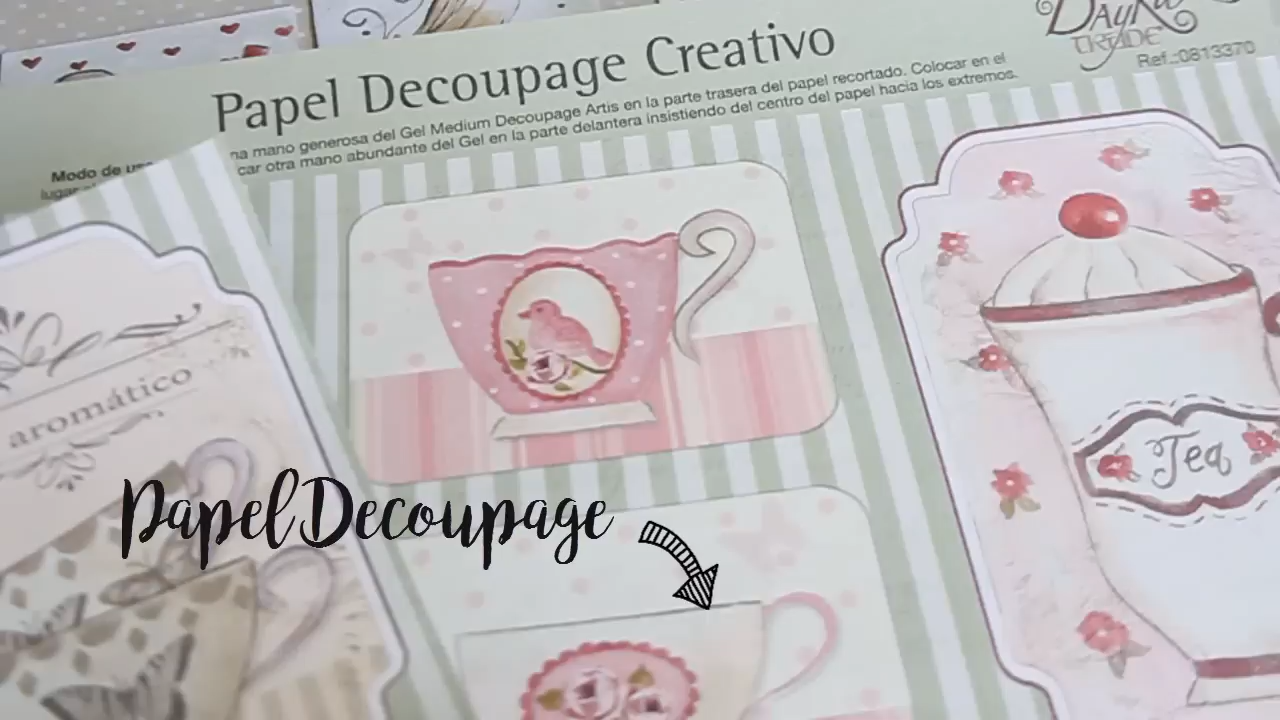 Papel Decoupage Creativo
DAYKA
TRADE
Ref.:0813370
Modo de
na mano generosa del Gel Medium Decoupage Artis en la parte trasera del papel recortado. Colocar en el
car otra mano abundante del Gel en la parte delantera insistiendo del centro del papel hacia los extremos.
aromático
Tea
Papel Decoupage